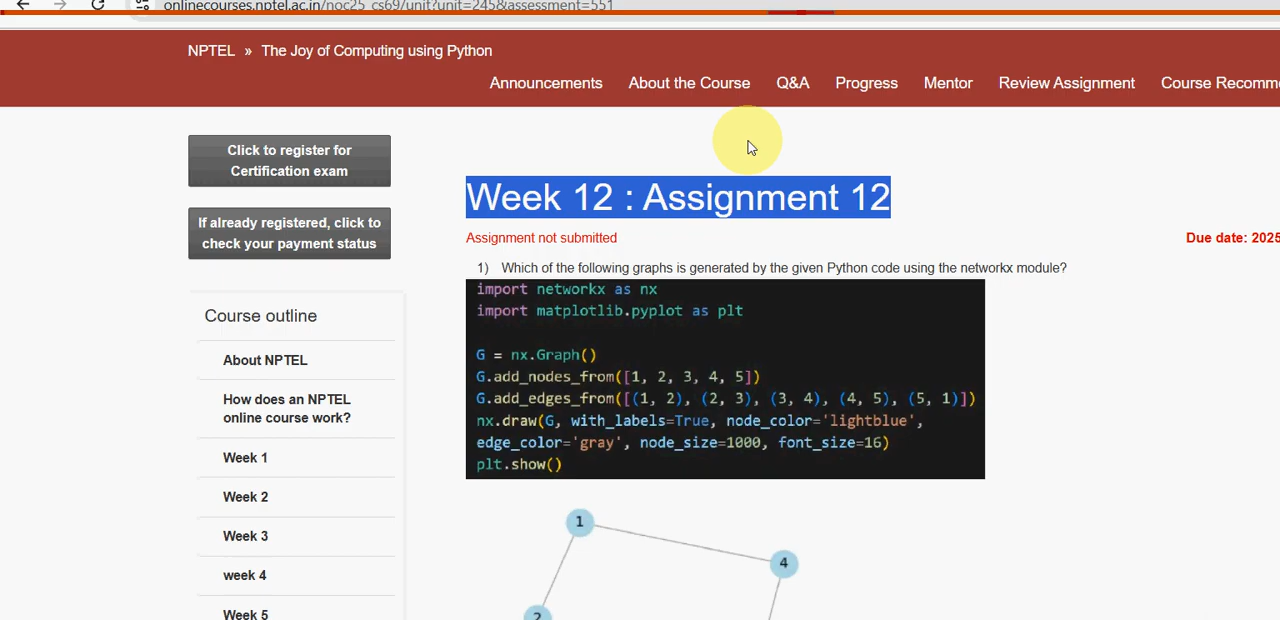 onlinecourses.nptel.ac.in/noc25_cs69/unit?unit=245&assessment=551
NPTEL » The Joy of Computing using Python
Announcements About the Course Q&A Progress Mentor Review Assignment Course Recomm
Click to register for
Certification exam
If already registered, click to
check your payment status
Course outline
About NPTEL
How does an NPTEL
online course work?
Week 1
Week 2
Week 3
week 4
Week 5
Week 12 : Assignment 12
Assignment not submitted Due date: 2025
1) Which of the following graphs is generated by the given Python code using the networkx module?
import networkx as nx
import matplotlib.pyplot as plt
G = nx.Graph()
G.add_nodes_from([1, 2, 3, 4, 5])
G.add_edges_from([(1, 2), (2, 3), (3, 4), (4, 5), (5, 1)])
nx.draw(G, with_labels=True, node_color='lightblue',
edge_color='gray', node_size=1000, font_size=16)
plt.show()
1
4
2